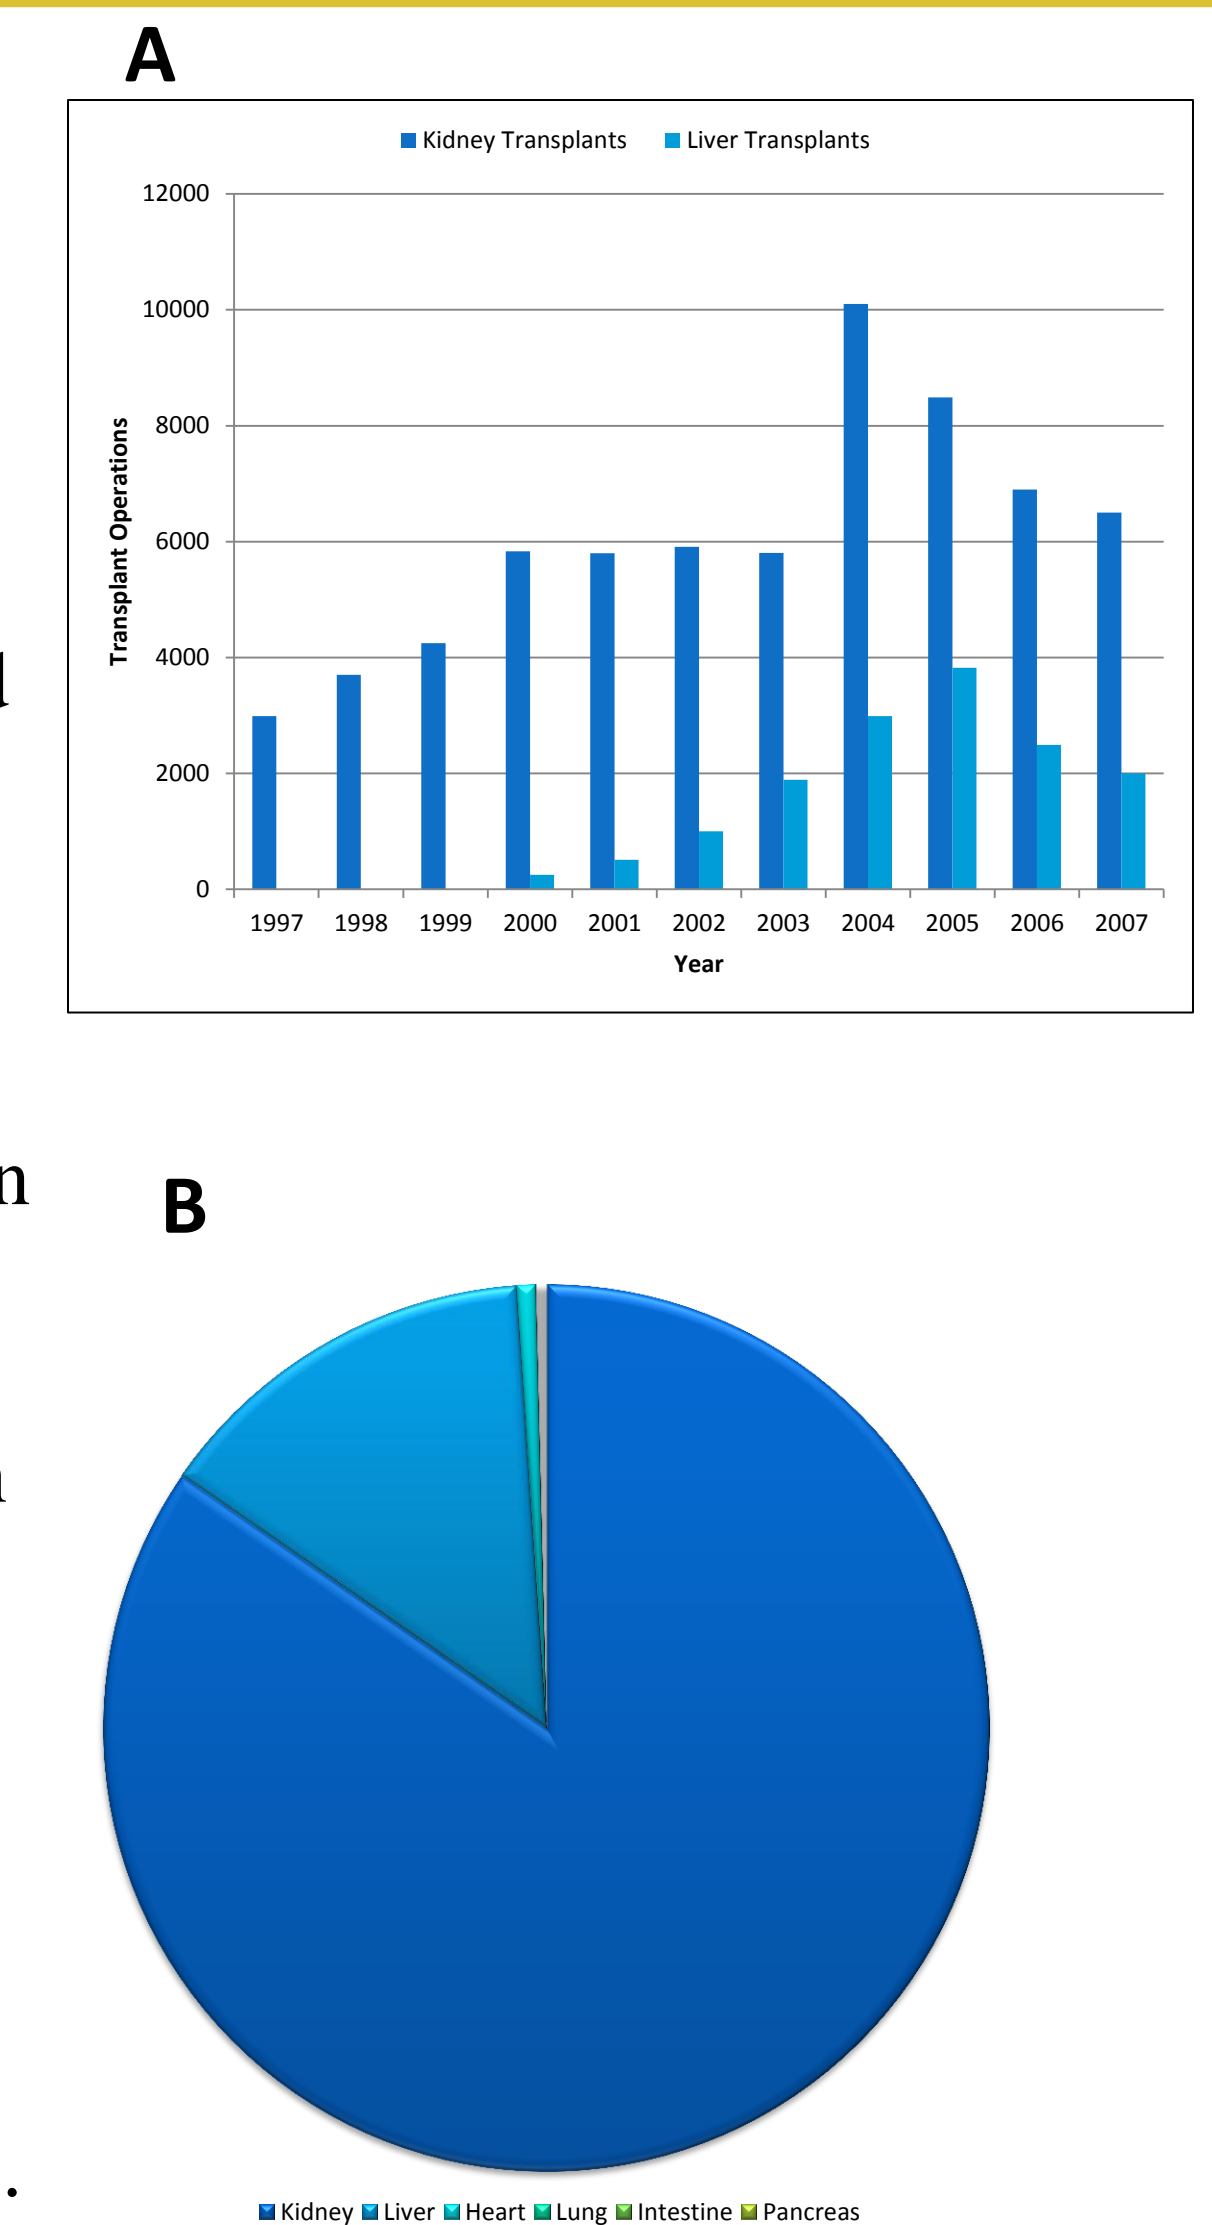 A
Kidney Transplants Liver Transplants
12000
10000
8000
6000
4000
2000
0
Transplant Operations
1997 1998 1999 2000 2001 2002 2003 2004 2005 2006 2007
Year
n
B
.
Kidney Liver Heart Lung Intestine Pancreas